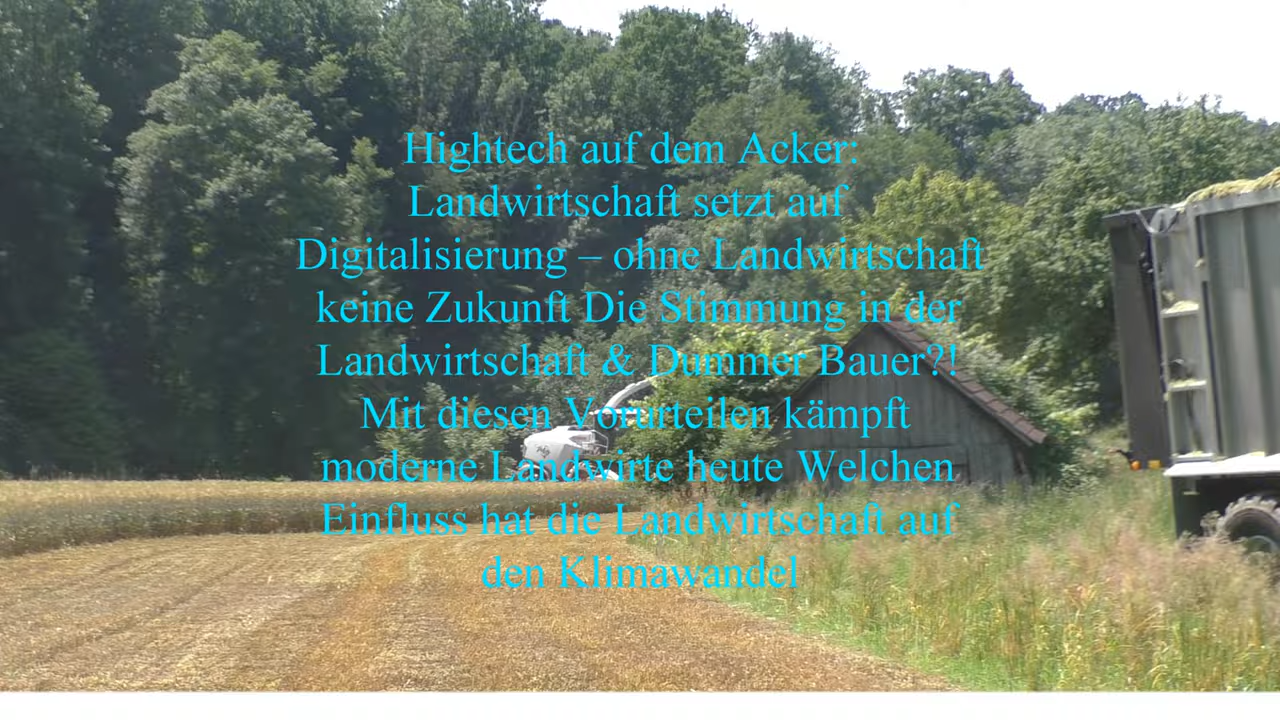 Hightech auf dem Acker:
Landwirtschaft setzt auf
Digitalisierung – ohne Landwirtschaft
keine Zukunft Die Stimmung in der
Landwirtschaft & Dummer Bauer?!
Mit diesen Vorurteilen kämpft
moderne Landwirte heute Welchen
Einfluss hat die Landwirtschaft auf
den Klimawandel